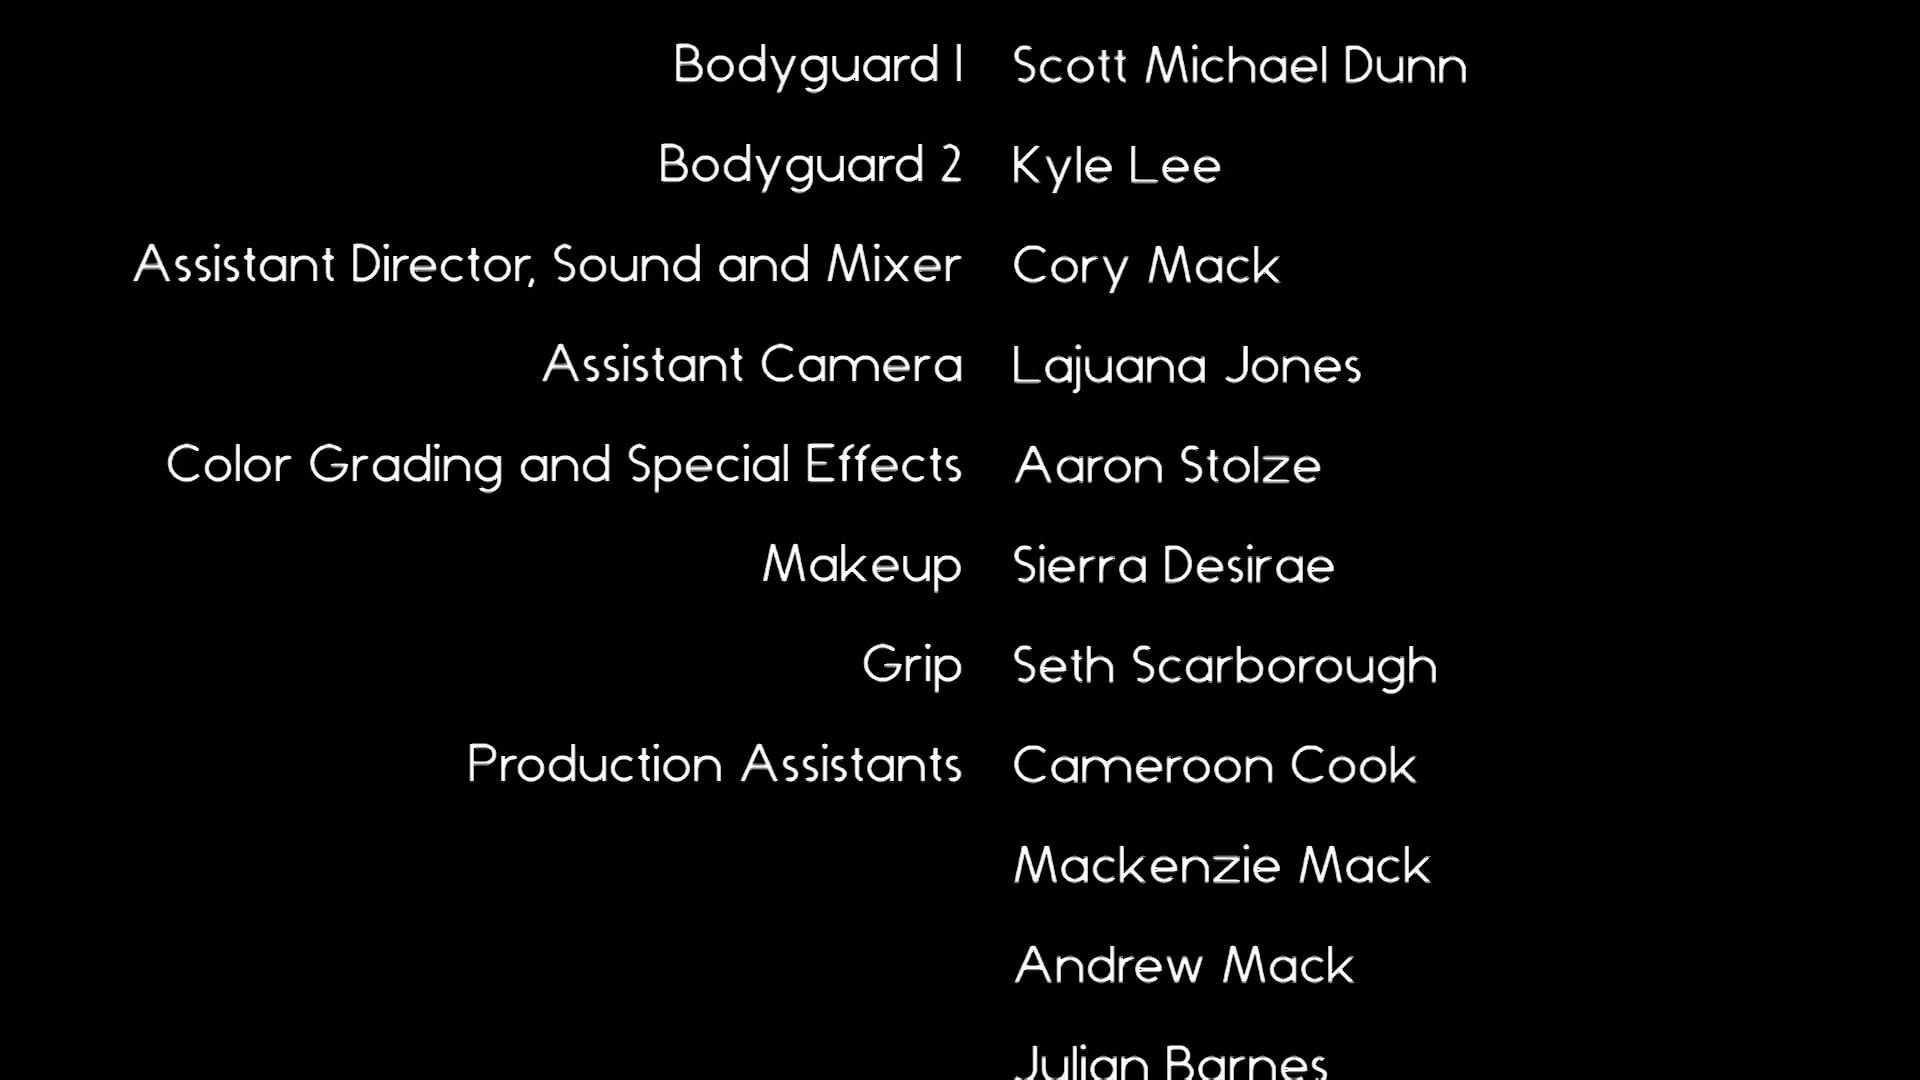 Bodyguard 1 Scott Michael Dunn
Bodyguard 2 Kyle Lee
Assistant Director, Sound and Mixer Cory Mack
Assistant Camera Lajuana Jones
Color Grading and Special Effects Aaron Stolze
Makeup Sierra Desirae
Grip Seth Scarborough
Production Assistants Cameroon Cook
Mackenzie Mack
Andrew Mack
Julian Barnes